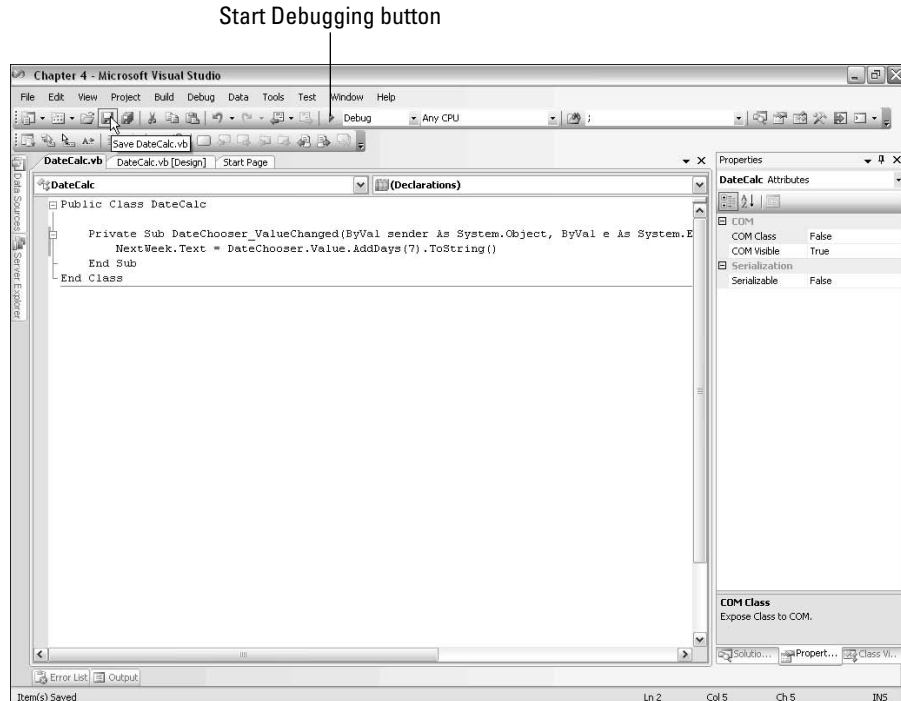 Start Debugging button
Chapter 4 - Microsoft Visual Studio
File Edit View Project Build Debug Data Tools Test Window Help
Debug Any CPU ;
Save DateCalc.vb
DateCalc.vb DateCalc.vb [Design] Start Page
DateCalc (Declarations)
Public Class DateCalc
Private Sub DateChooser_ValueChanged(ByVal sender As System.Object, ByVal e As System.E
NextWeek.Text = DateChooser.Value.AddDays(7).ToString()
End Sub
End Class
Data Sources
Server Explorer
Properties
DateCalc Attributes
COM
COM Class False
COM Visible True
Serialization
Serializable False
COM Class
Expose Class to COM.
Solutio... Propert... Class Vi...
Error List Output
Item(s) Saved Ln 2 Col 5 Ch 5 INS